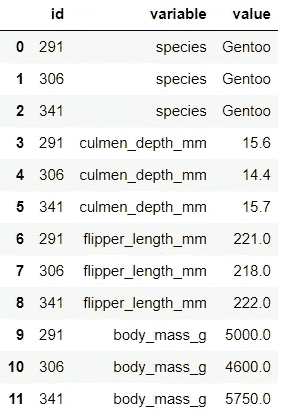 id variable value
0 291 species Gentoo
1 306 species Gentoo
2 341 species Gentoo
3 291 culmen_depth_mm 15.6
4 306 culmen_depth_mm 14.4
5 341 culmen_depth_mm 15.7
6 291 flipper_length_mm 221.0
7 306 flipper_length_mm 218.0
8 341 flipper_length_mm 222.0
9 291 body_mass_g 5000.0
10 306 body_mass_g 4600.0
11 341 body_mass_g 5750.0